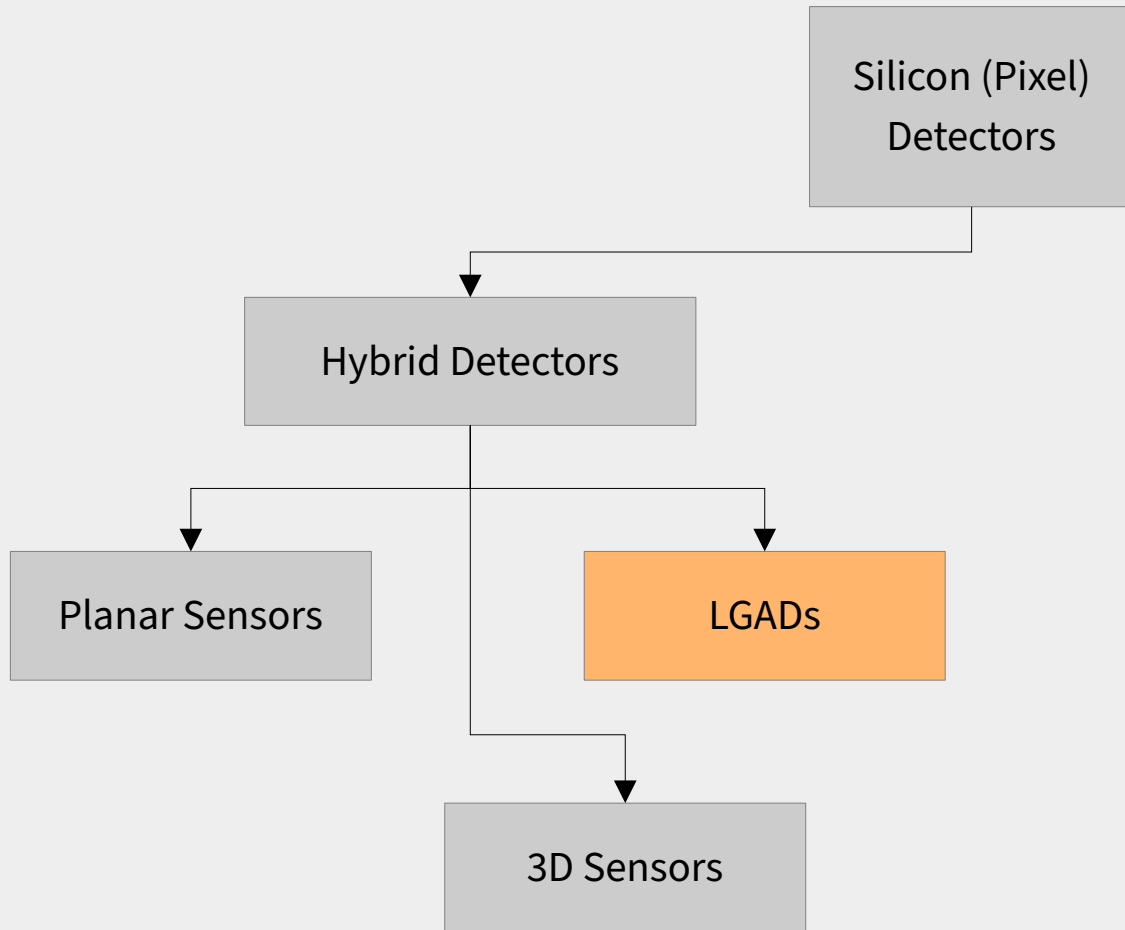 Silicon (Pixel)
Detectors
Hybrid Detectors
Planar Sensors
LGADs
3D Sensors